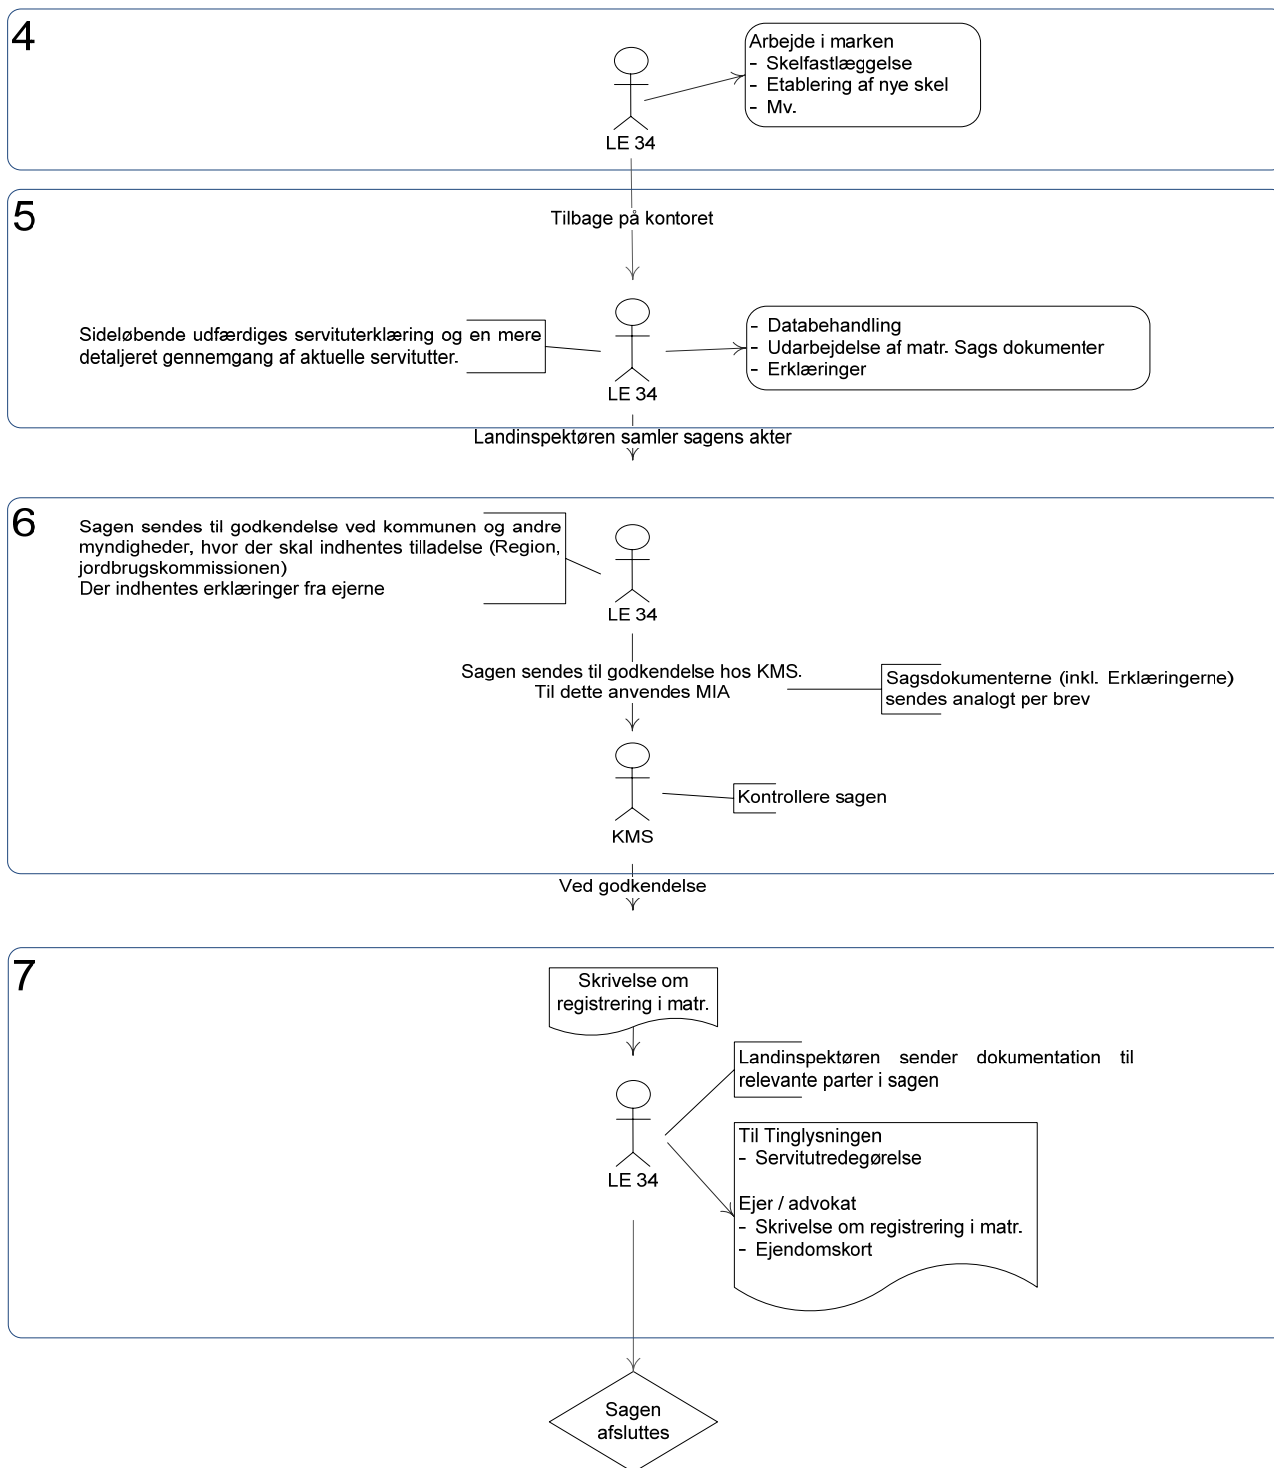 4
Arbejde i marken
- Skelfastlæggelse
- Etablering af nye skel
- Mv.
LE 34
5
Tilbage på kontoret
Sideløbende udfærdiges servituterklæring og en mere
detaljeret gennemgang af aktuelle servitutter.
- Databehandling
- Udarbejdelse af matr. Sags dokumenter
- Erklæringer
LE 34
Landinspektøren samler sagens akter
6
Sagen sendes til godkendelse ved kommunen og andre
myndigheder, hvor der skal indhentes tilladelse (Region,
jordbrugskommissionen)
Der indhentes erklæringer fra ejerne
LE 34
Sagen sendes til godkendelse hos KMS.
Til dette anvendes MIA
Sagsdokumenterne (inkl. Erklæringerne)
sendes analogt per brev
Kontrollere sagen
KMS
Ved godkendelse
7
Skrivelse om
registrering i matr.
Landinspektøren sender dokumentation til
relevante parter i sagen
LE 34
Til Tinglysningen
- Servitutredegørelse
Ejer / advokat
- Skrivelse om registrering i matr.
- Ejendomskort
Sagen
afsluttes